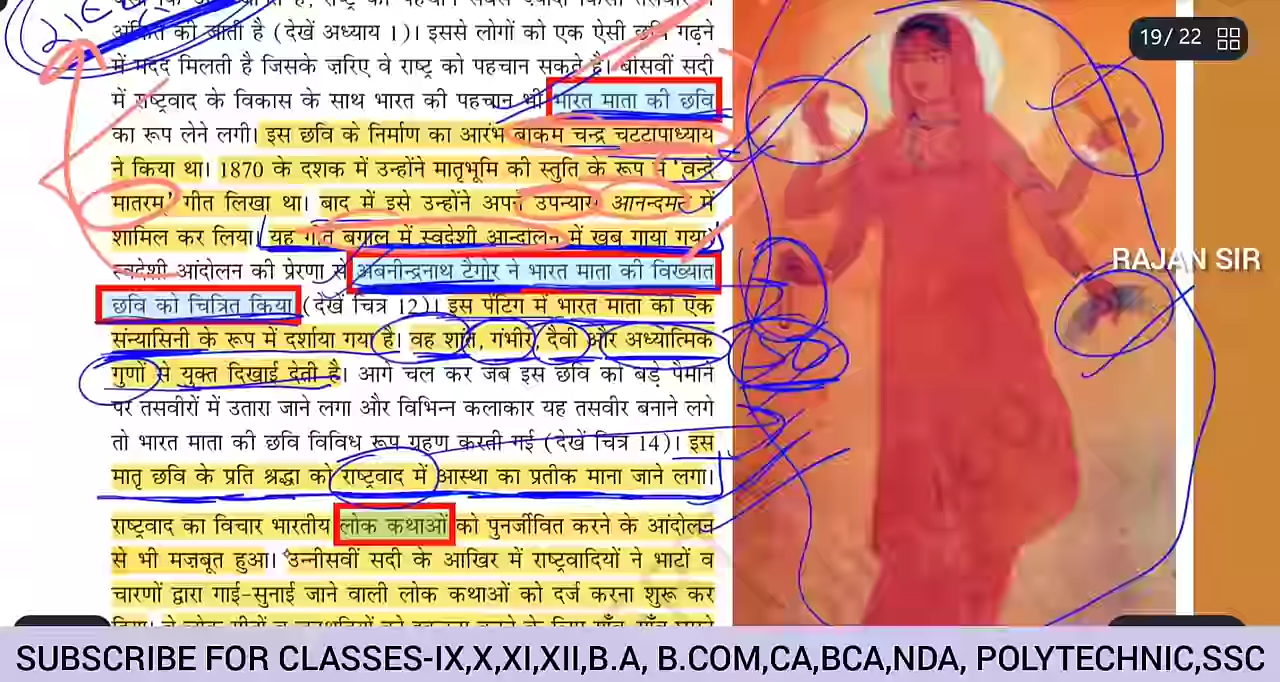 अंकित की जाती है (देखें अध्याय 1)। इससे लोगों को एक ऐसी छवि गढ़ने
में मदद मिलती है जिसके ज़रिए वे राष्ट्र को पहचान सकते हैं। बीसवीं सदी
में राष्ट्रवाद के विकास के साथ भारत की पहचान भी भारत माता की छवि
का रूप लेने लगी। इस छवि के निर्माण का आरंभ बंकिम चन्द्र चट्टोपाध्याय
ने किया था। 1870 के दशक में उन्होंने मातृभूमि की स्तुति के रूप में 'वन्दे
मातरम्' गीत लिखा था। बाद में इसे उन्होंने अपने उपन्यास आनन्दमठ में
शामिल कर लिया। यह गीत बंगाल में स्वदेशी आन्दोलन में खूब गाया गया।
स्वदेशी आंदोलन की प्रेरणा से अबनीन्द्रनाथ टैगोर ने भारत माता की विख्यात
छवि को चित्रित किया (देखें चित्र 12)। इस पेंटिंग में भारत माता को एक
संन्यासिनी के रूप में दर्शाया गया है। वह शांत, गंभीर, दैवी और अध्यात्मिक
गुणों से युक्त दिखाई देती है। आगे चल कर जब इस छवि को बड़े पैमाने
पर तसवीरों में उतारा जाने लगा और विभिन्न कलाकार यह तसवीर बनाने लगे
तो भारत माता की छवि विविध रूप ग्रहण करती गई (देखें चित्र 14)। इस
मातृ छवि के प्रति श्रद्धा को राष्ट्रवाद में आस्था का प्रतीक माना जाने लगा।
राष्ट्रवाद का विचार भारतीय लोक कथाओं को पुनर्जीवित करने के आंदोलन
से भी मज़बूत हुआ। उन्नीसवीं सदी के आखिर में राष्ट्रवादियों ने भाटों व
चारणों द्वारा गाई-सुनाई जाने वाली लोक कथाओं को दर्ज करना शुरू कर
19/22
RAJAN SIR
SUBSCRIBE FOR CLASSES-IX,X,XI,XII,B.A, B.COM,CA,BCA,NDA, POLYTECHNIC,SSC